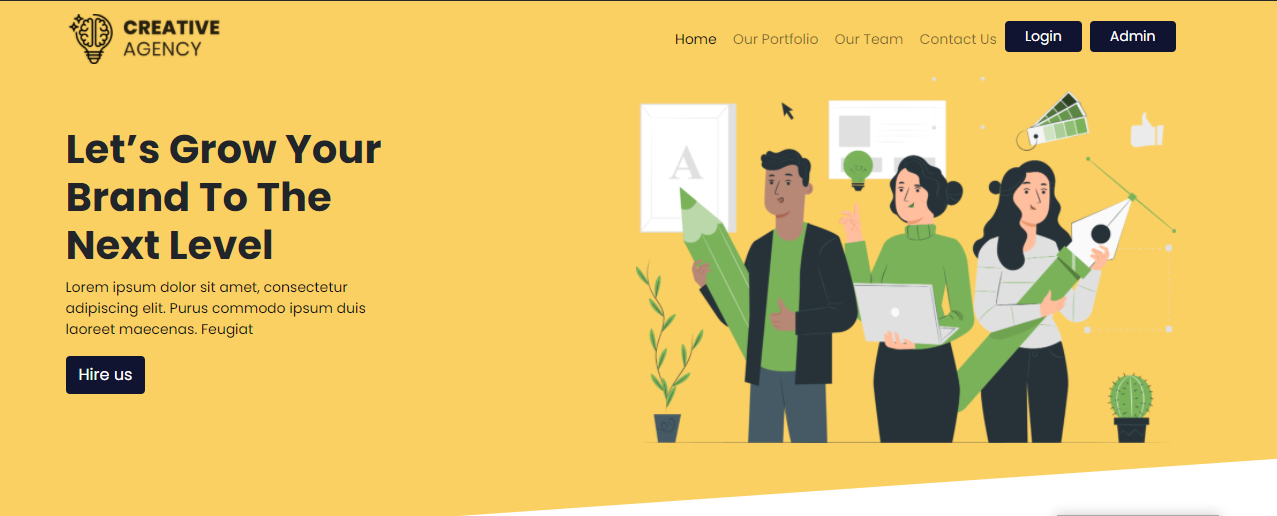 CREATIVE
AGENCY
Home Our Portfolio Our Team Contact Us Login Admin
Let’s Grow Your
Brand To The
Next Level
Lorem ipsum dolor sit amet, consectetur
adipiscing elit. Purus commodo ipsum duis
laoreet maecenas. Feugiat
Hire us
A